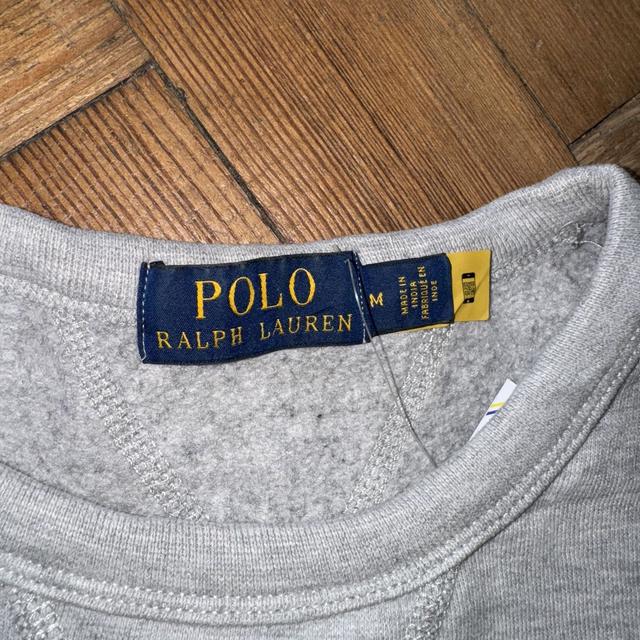 POLO
RALPH LAUREN
M
MADE IN
INDIA
FABRIQUÉ EN
INDE